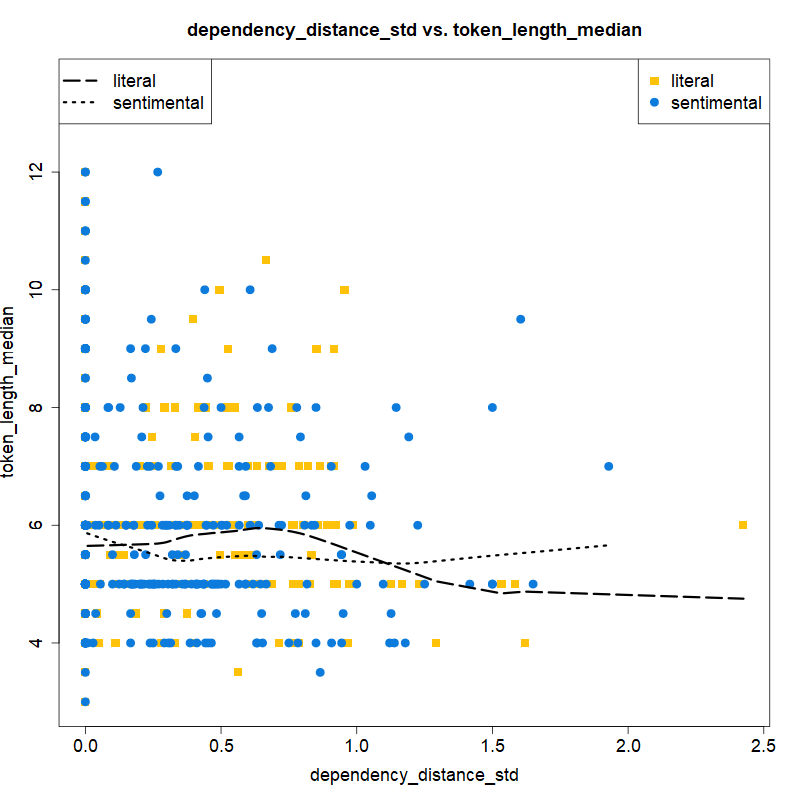 dependency_distance_std vs. token_length_median
literal
sentimental
literal
sentimental
token_length_median
12
10
8
6
4
0.0 0.5 1.0 1.5 2.0 2.5
dependency_distance_std